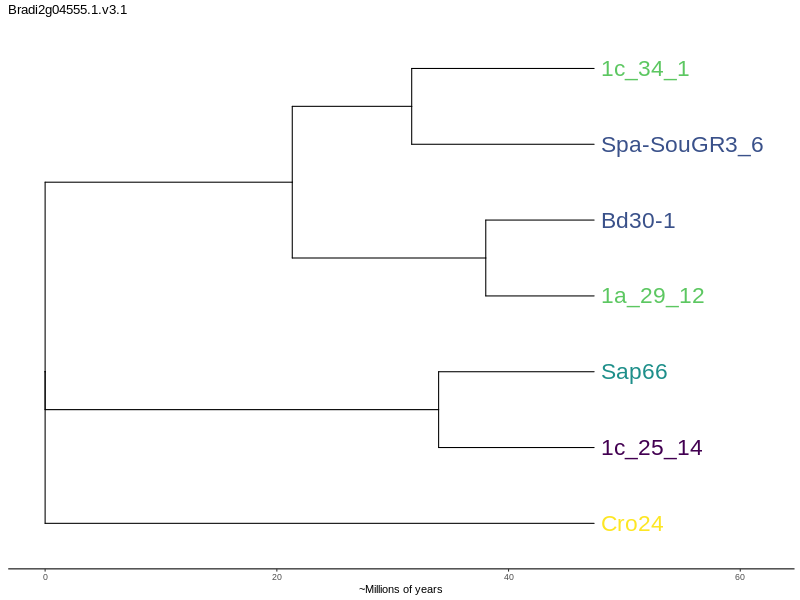 Bradi2g04555.1.v3.1
1c_34_1
Spa-SouGR3_6
Bd30-1
1a_29_12
Sap66
1c_25_14
Cro24
0 20 40 60
~Millions of years